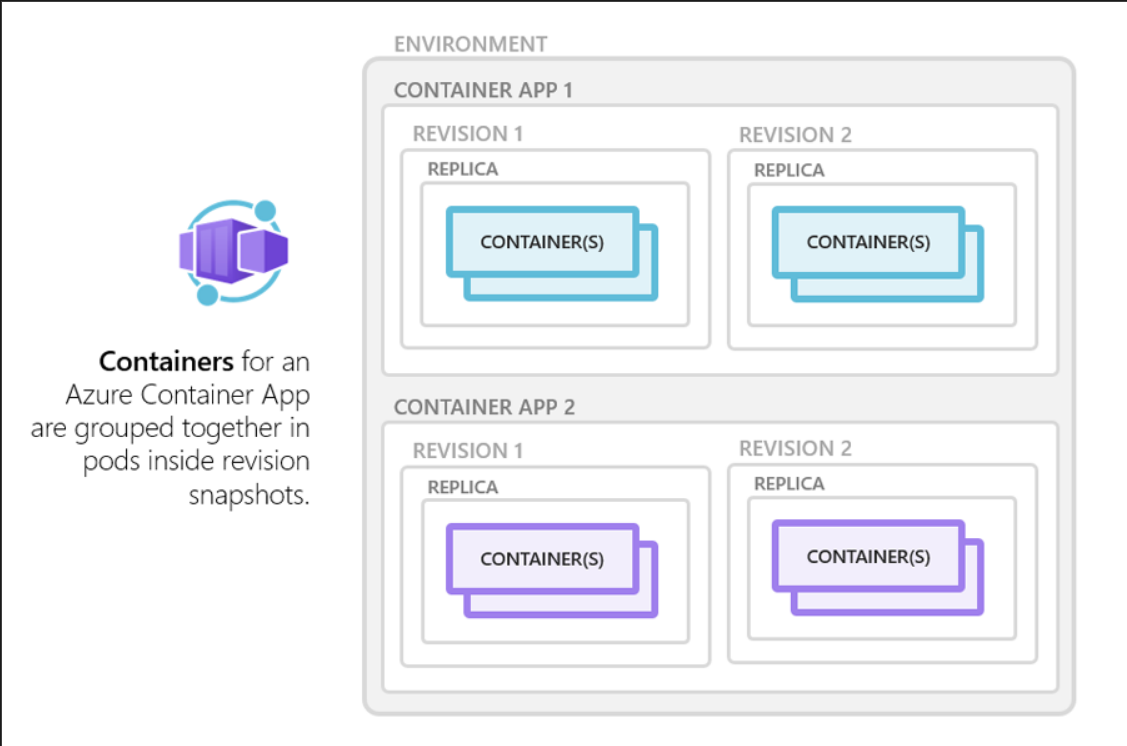 ENVIRONMENT
CONTAINER APP 1
REVISION 1
REPLICA
CONTAINER(S)
REVISION 2
REPLICA
CONTAINER(S)
Containers for an
Azure Container App
are grouped together in
pods inside revision
snapshots.
CONTAINER APP 2
REVISION 1
REPLICA
CONTAINER(S)
REVISION 2
REPLICA
CONTAINER(S)